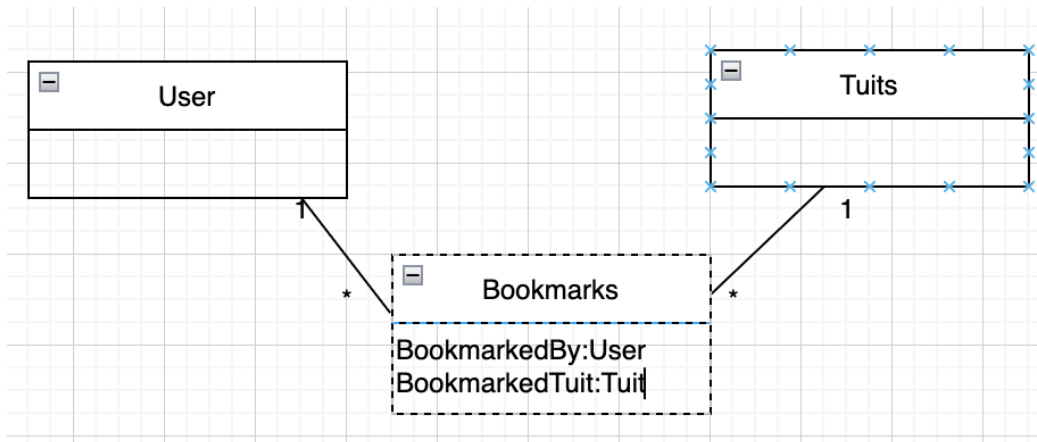 User
Tuits
1
1
*
*
Bookmarks
BookmarkedBy:User
BookmarkedTuit:Tuit